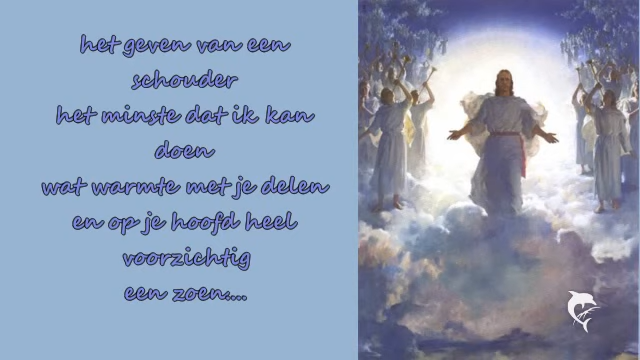 het geven van een
schouder
het minste dat ik kan
doen
wat warmte met je delen
en op je hoofd heel
voorzichtig
een zoen....